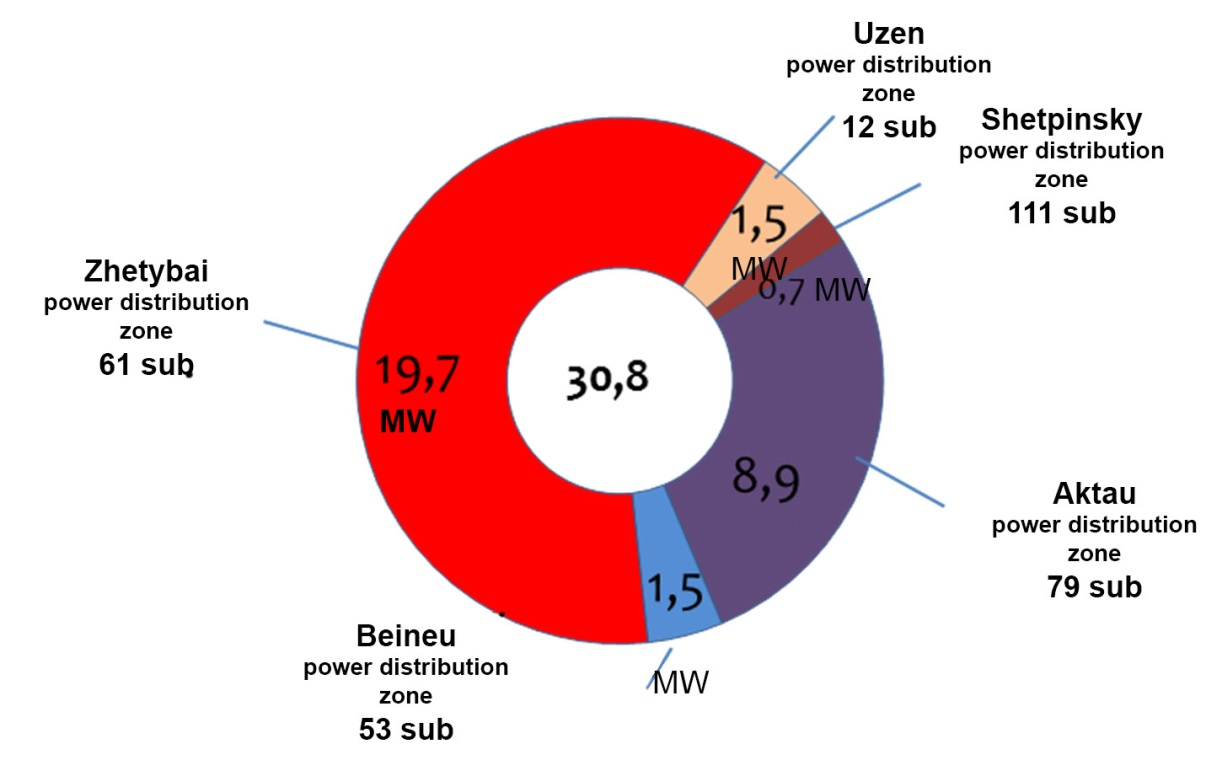 Uzen
power distribution
zone
12 sub
Shetpinsky
power distribution
zone
111 sub
1,5
MW
0,7 MW
Zhetybai
power distribution
zone
61 sub
19,7
MW
30,8
8,9
Aktau
power distribution
zone
79 sub
1,5
MW
Beineu
power distribution
zone
53 sub